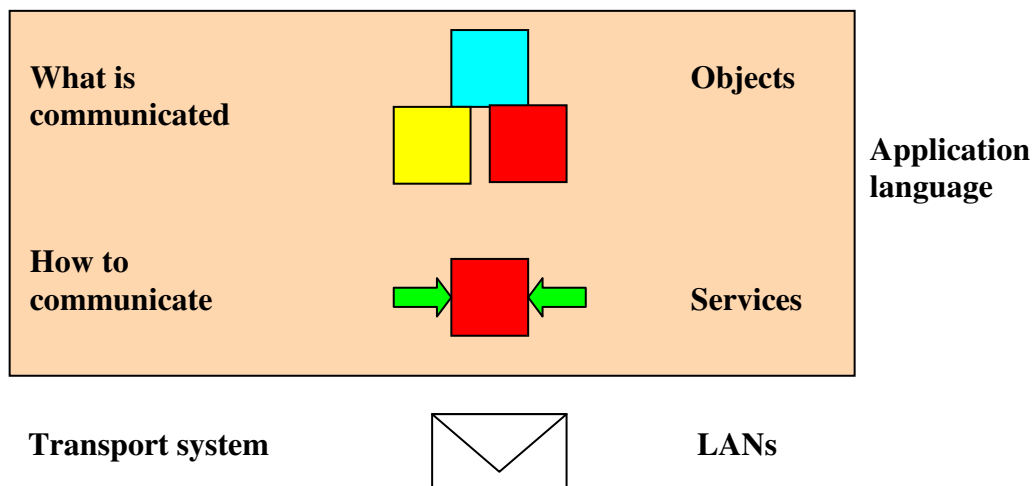 What is
communicated
Objects
Application
language
How to
communicate
Services
Transport system
LANs